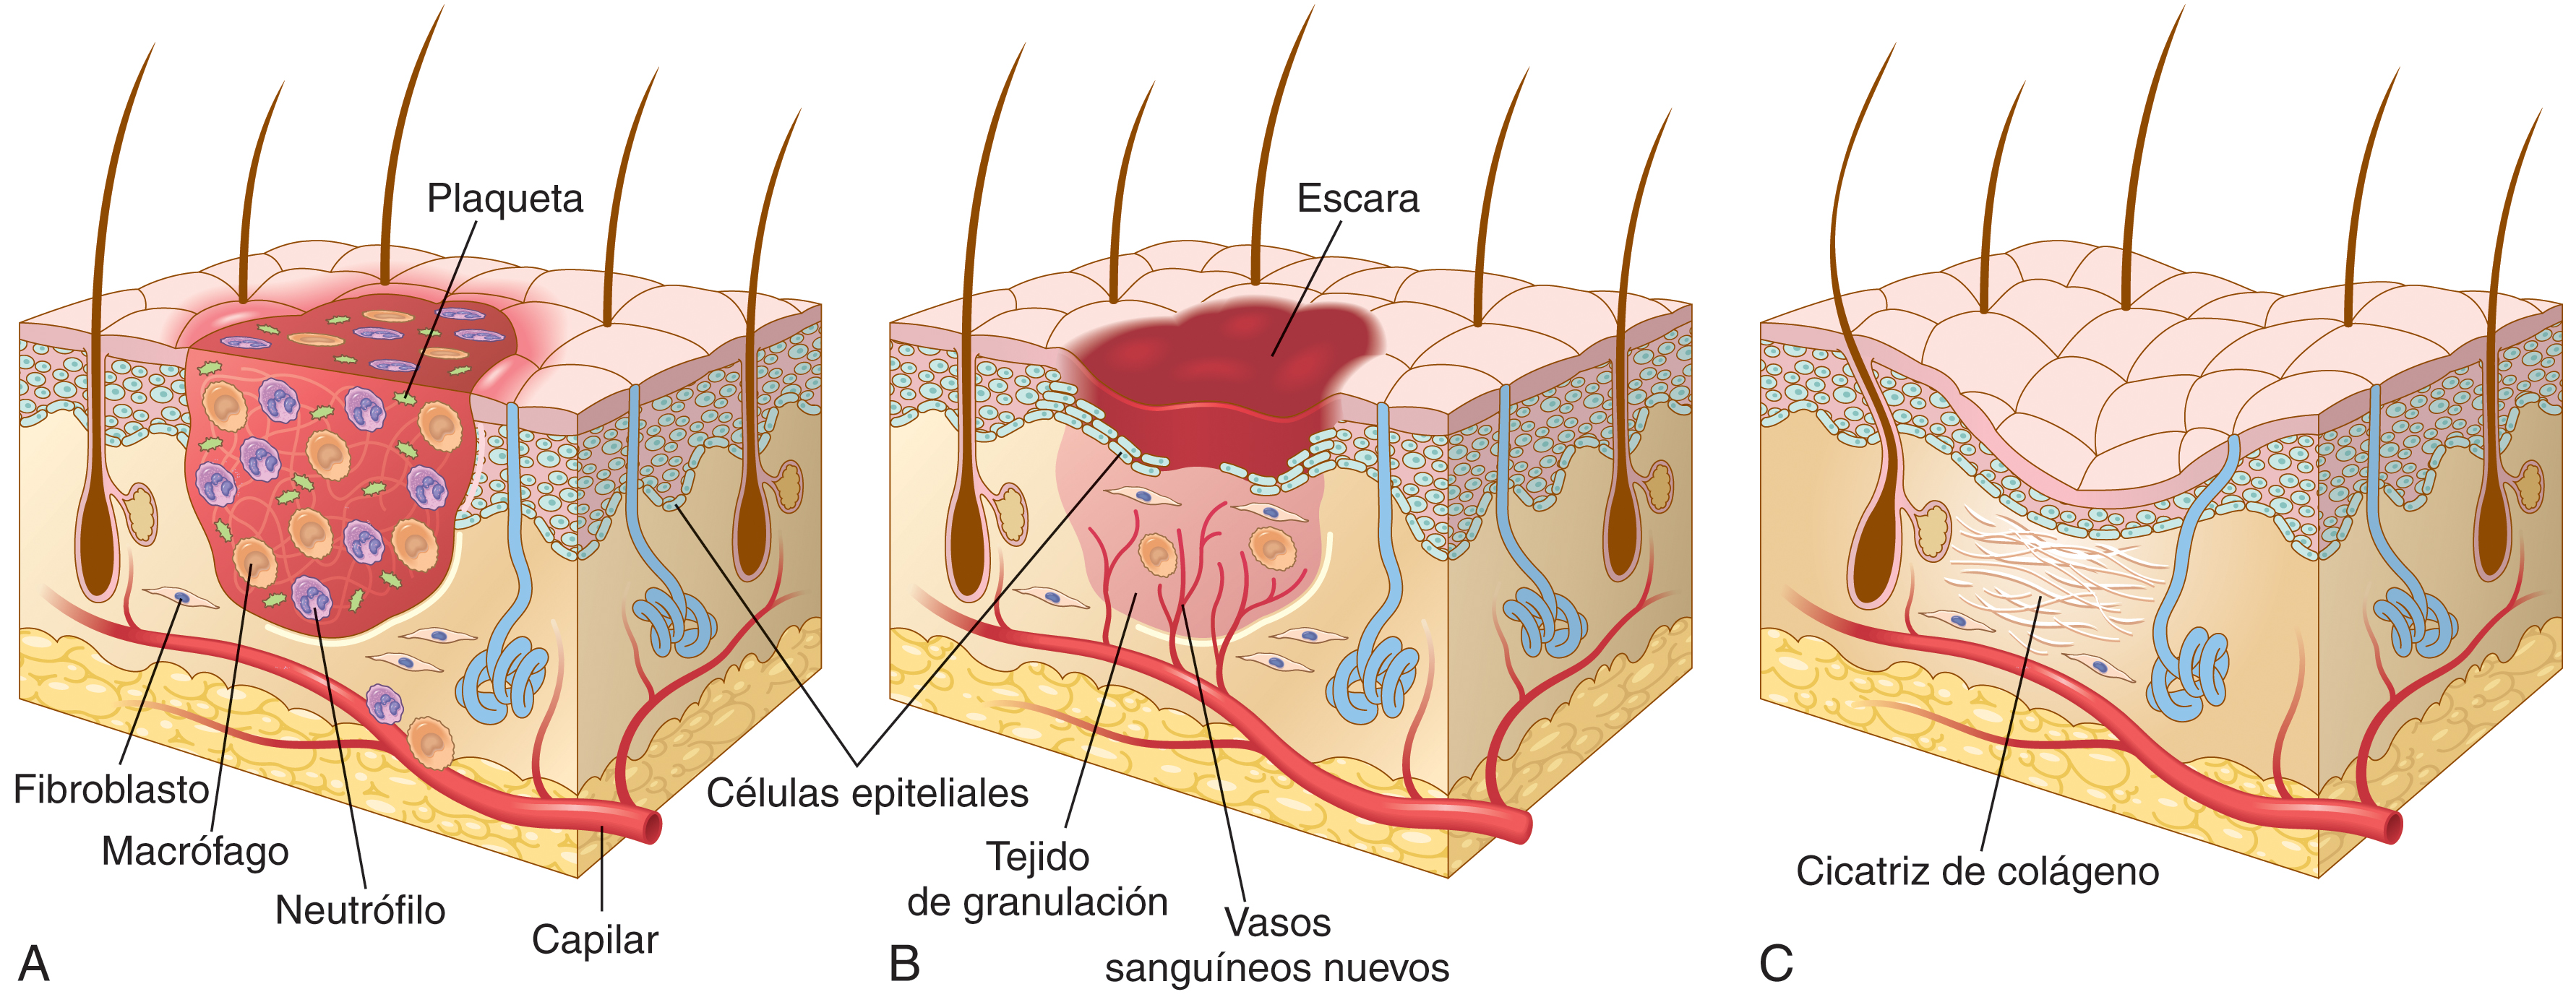 Plaqueta
Fibroblasto
Macrófago
Neutrófilo
Capilar
A
Células epiteliales
Escara
Tejido
de granulación
Vasos
sanguíneos nuevos
B
Cicatriz de colágeno
C